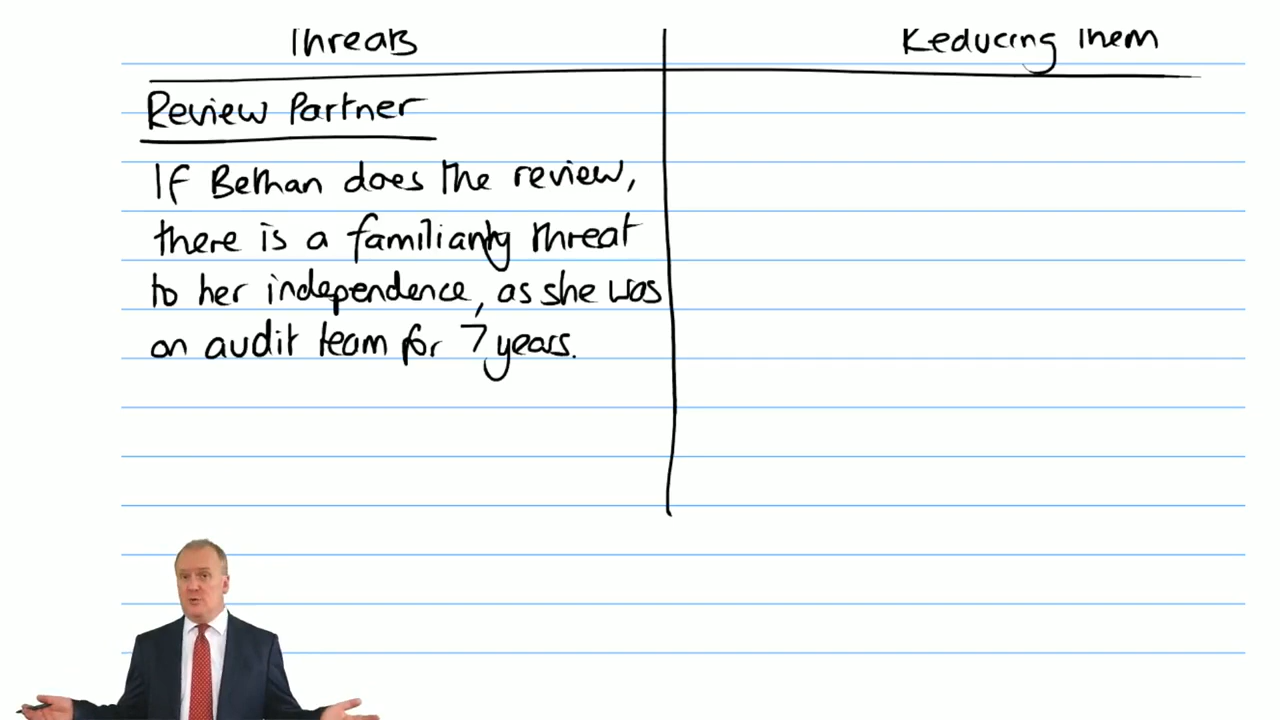 Threats
Reducing Them
Review Partner
If Bethan does the review,
there is a familiarity threat
to her independence, as she was
on audit team for 7 years.